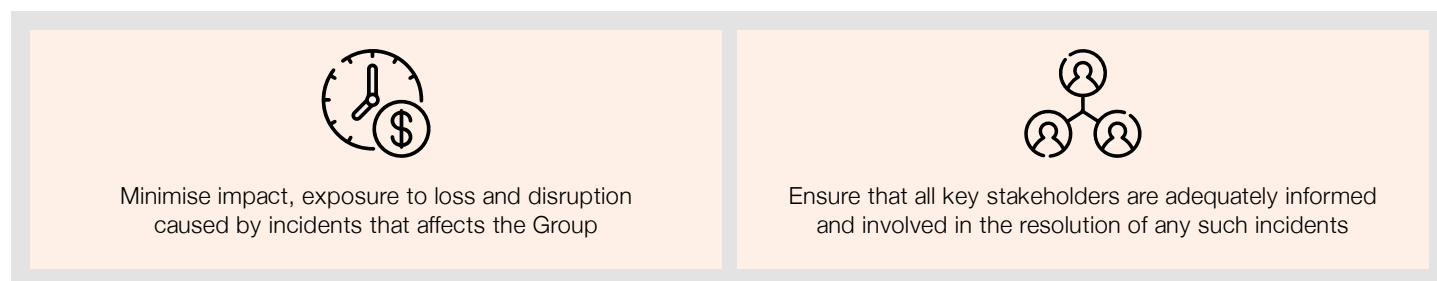 $
Minimise impact, exposure to loss and disruption
caused by incidents that affects the Group
Ensure that all key stakeholders are adequately informed
and involved in the resolution of any such incidents